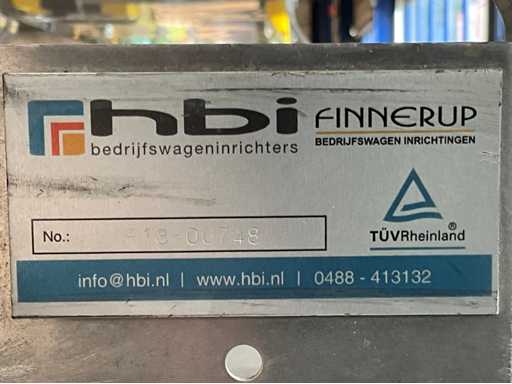 hbi
bedrijfswageninrichters
FINNERUP
BEDRIJFSWAGEN INRICHTINGEN
No.:
TÜVRheinland®
info@hbi.nl | www.hbi.nl | 0488 - 413132